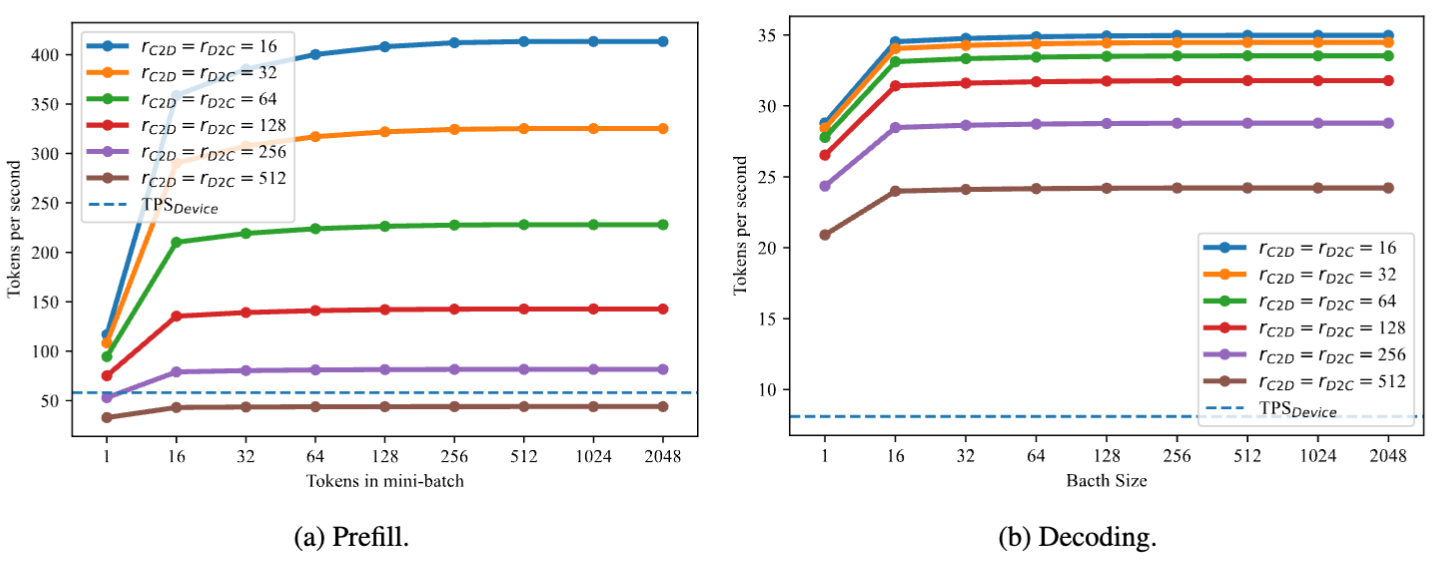 Tokens per second
400
350
300
250
200
150
100
50
r_C2D = r_D2C = 16
r_C2D = r_D2C = 32
r_C2D = r_D2C = 64
r_C2D = r_D2C = 128
r_C2D = r_D2C = 256
r_C2D = r_D2C = 512
TPS_Device
1 16 32 64 128 256 512 1024 2048
Tokens in mini-batch
(a) Prefill.
Tokens per second
35
30
25
20
15
10
r_C2D = r_D2C = 16
r_C2D = r_D2C = 32
r_C2D = r_D2C = 64
r_C2D = r_D2C = 128
r_C2D = r_D2C = 256
r_C2D = r_D2C = 512
TPS_Device
1 16 32 64 128 256 512 1024 2048
Bacth Size
(b) Decoding.